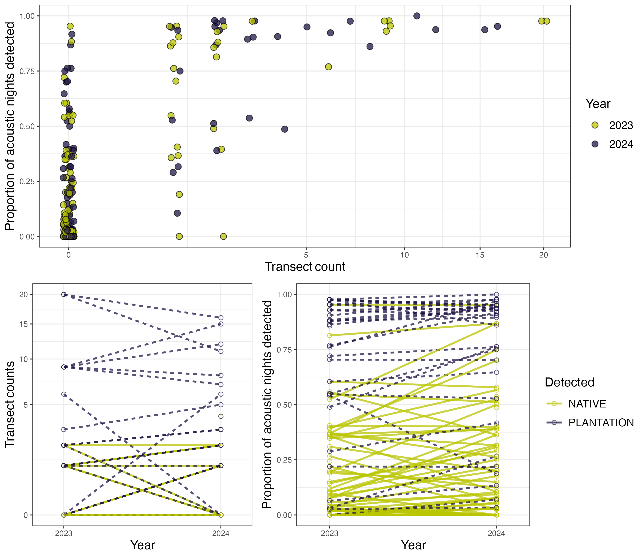 1.00
0.75
0.50
0.25
0.00
Proportion of acoustic nights detected
0
5
10
15
20
Transect count
Year
2023
2024
20
15
10
5
0
Transect counts
2023
2024
Year
1.00
0.75
0.50
0.25
0.00
Proportion of acoustic nights detected
2023
2024
Year
Detected
NATIVE
PLANTATION